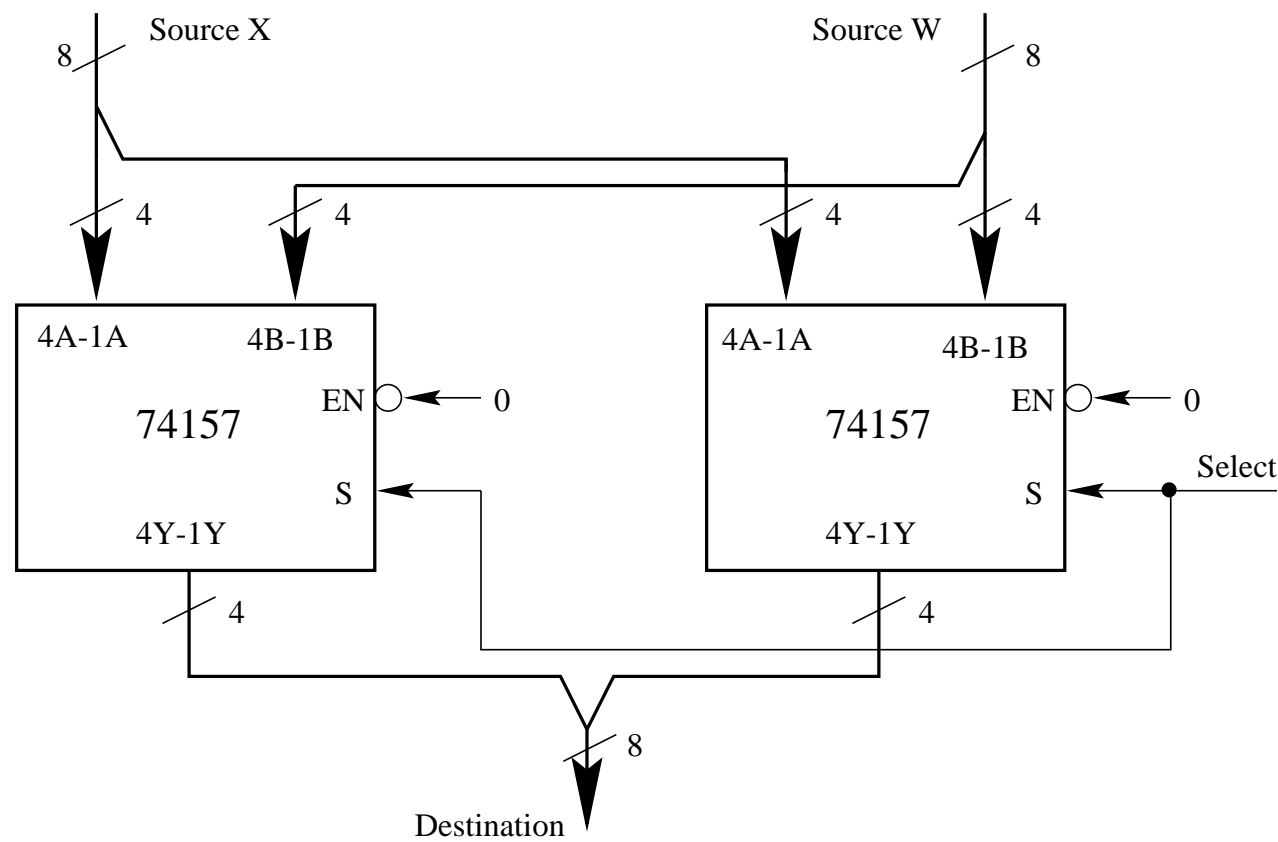 Source X
Source W
8
8
4
4
4
4
4A-1A
4B-1B
4A-1A
4B-1B
EN
0
EN
0
74157
74157
Select
S
S
4Y-1Y
4Y-1Y
4
4
8
Destination